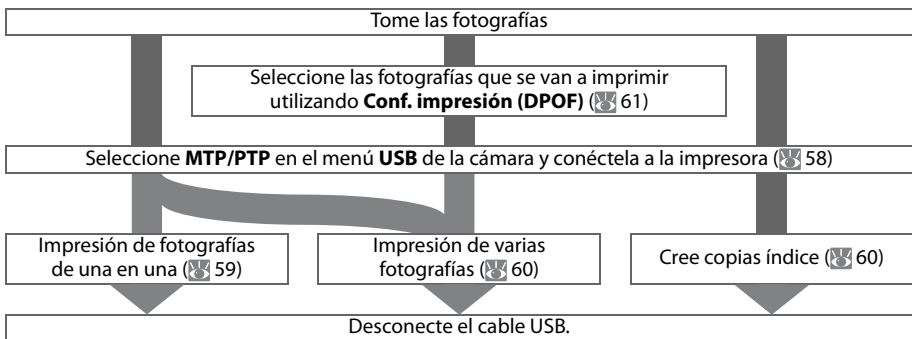 Tome las fotografías
Seleccione las fotografías que se van a imprimir
utilizando Conf. impresión (DPOF) ( 61)
Seleccione MTP/PTP en el menú USB de la cámara y conéctela a la impresora ( 58)
Impresión de fotografías
de una en una ( 59)
Impresión de varias
fotografías ( 60)
Cree copias índice ( 60)
Desconecte el cable USB.